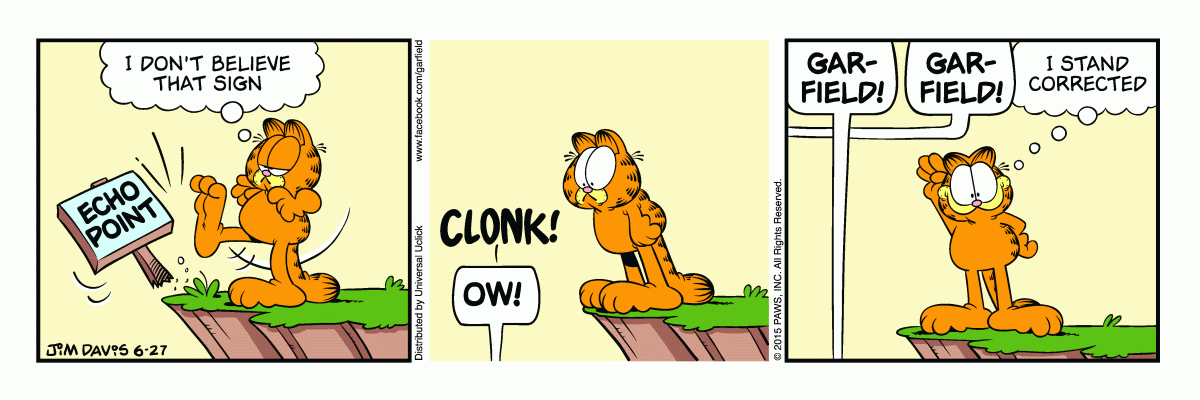 I DON'T BELIEVE
THAT SIGN
ECHO
POINT
JIM DAVIS 6-27
Distributed by Universal Uclick
www.facebook.com/garfield
CLONK!
OW!
© 2015 PAWS, INC. All Rights Reserved.
GAR-
FIELD!
GAR-
FIELD!
I STAND
CORRECTED